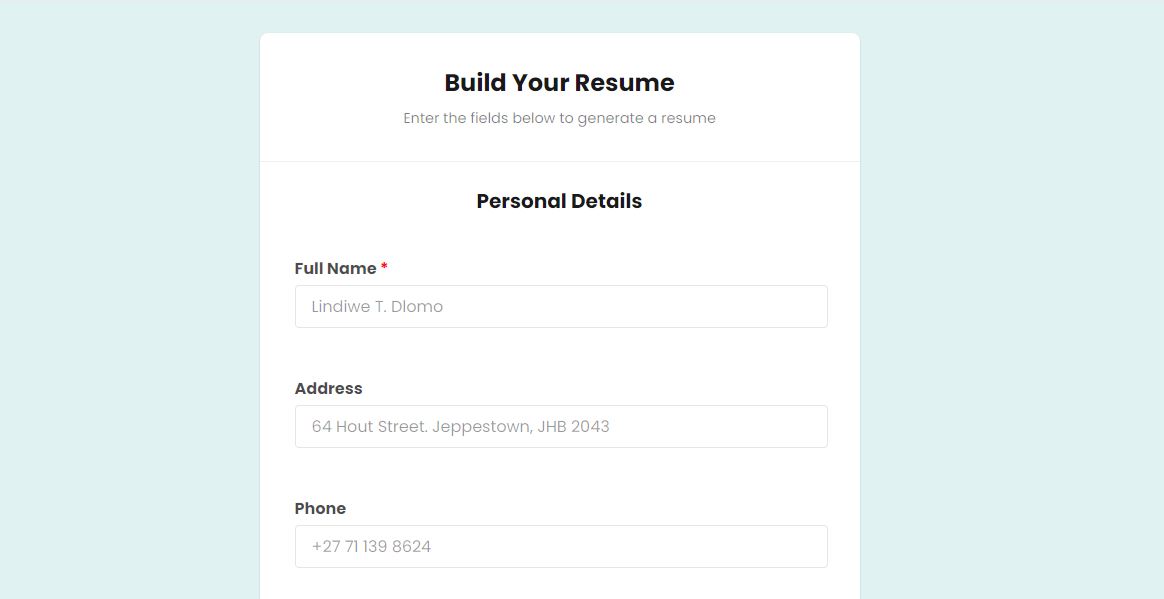 Build Your Resume
Enter the fields below to generate a resume
Personal Details
Full Name *
Lindiwe T. Dlomo
Address
64 Hout Street. Jeppestown, JHB 2043
Phone
+27 71 139 8624